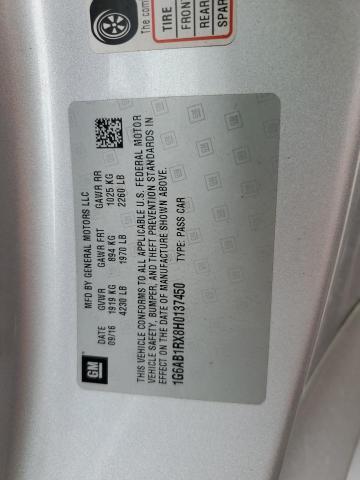 The com
TIRE
FRONT
REAR
SPAR
GM
MFD BY GENERAL MOTORS LLC
DATE GVWR GAWR FRT GAWR RR
09/16 1919 KG 894 KG 1025 KG
4230 LB 1970 LB 2260 LB
THIS VEHICLE CONFORMS TO ALL APPLICABLE U.S. FEDERAL MOTOR
VEHICLE SAFETY, BUMPER, AND THEFT PREVENTION STANDARDS IN
EFFECT ON THE DATE OF MANUFACTURE SHOWN ABOVE.
1G6AB1RX8H0137450 TYPE: PASS CAR